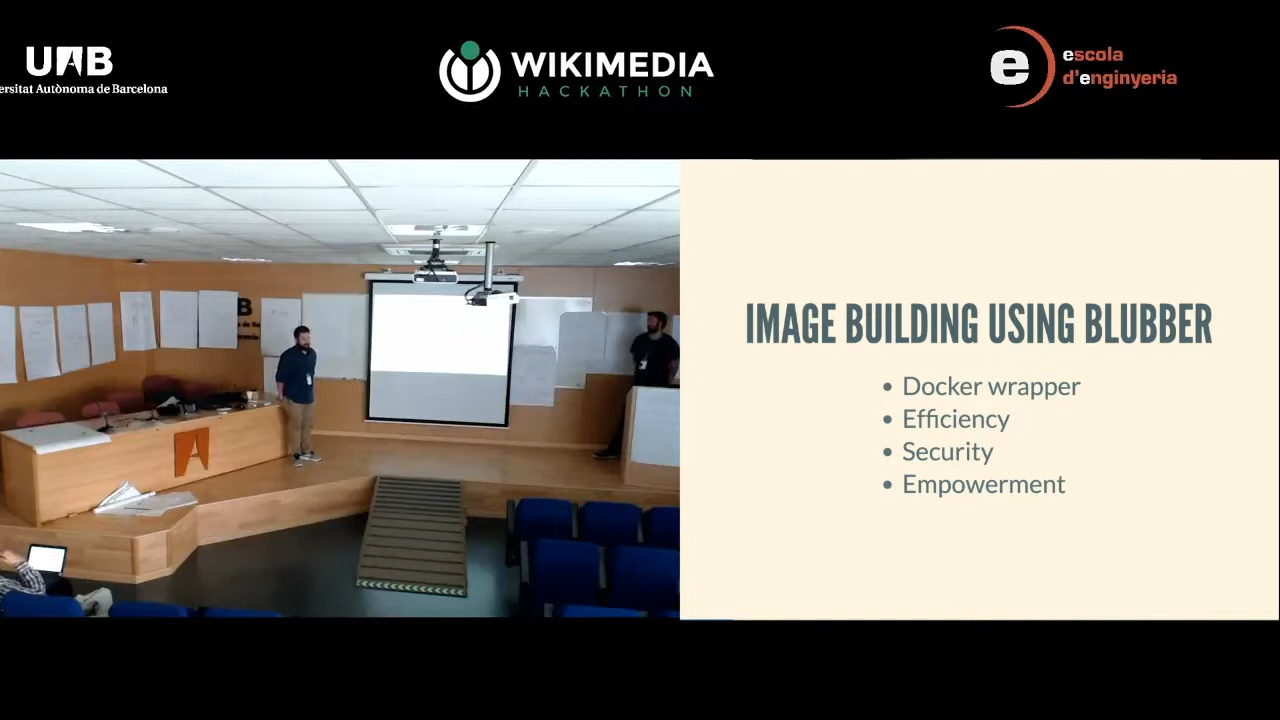 UAB
ersitat Autònoma de Barcelona
WIKIMEDIA
HACKATHON
e
escola
d'enginyeria
B
IMAGE BUILDING USING BLUBBER
• Docker wrapper
• Efficiency
• Security
• Empowerment